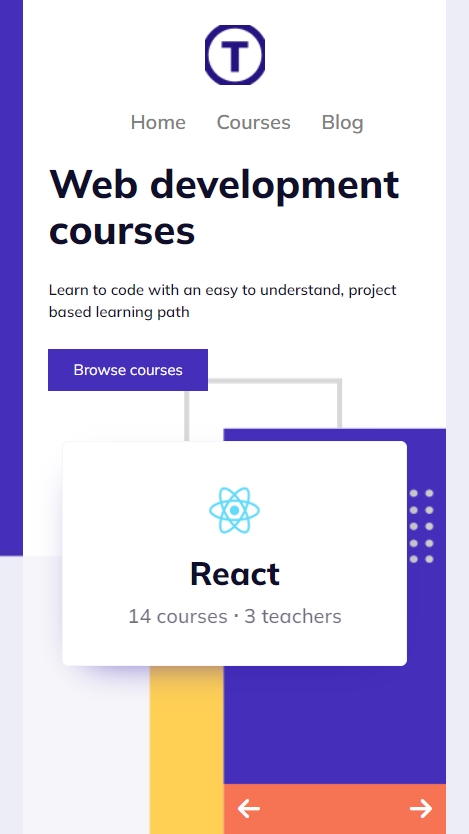 T
Home Courses Blog
Web development
courses
Learn to code with an easy to understand, project
based learning path
Browse courses
React
14 courses · 3 teachers